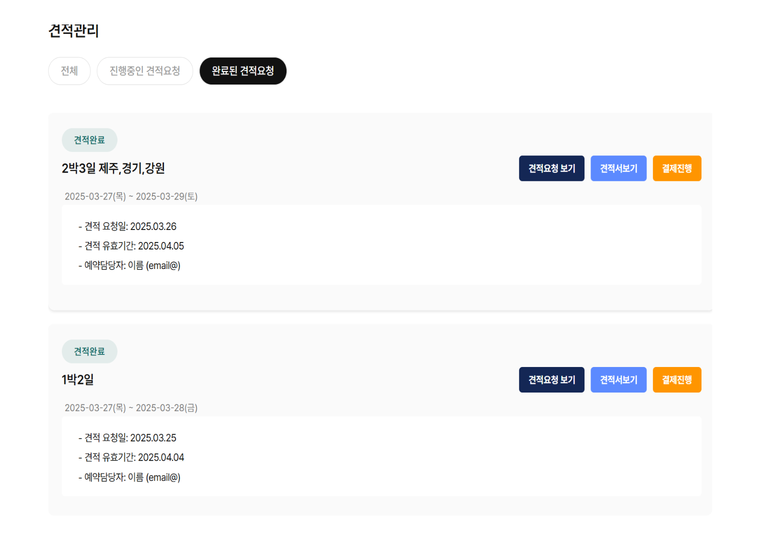 견적관리
전체 진행중인 견적요청 완료된 견적요청
견적완료
2박3일 제주,경기,강원
견적요청 보기 견적서보기 결제진행
2025-03-27(목) ~ 2025-03-29(토)
- 견적 요청일: 2025.03.26
- 견적 유효기간: 2025.04.05
- 예약담당자: 이름 (email@)
견적완료
1박2일
견적요청 보기 견적서보기 결제진행
2025-03-27(목) ~ 2025-03-28(금)
- 견적 요청일: 2025.03.25
- 견적 유효기간: 2025.04.04
- 예약담당자: 이름 (email@)